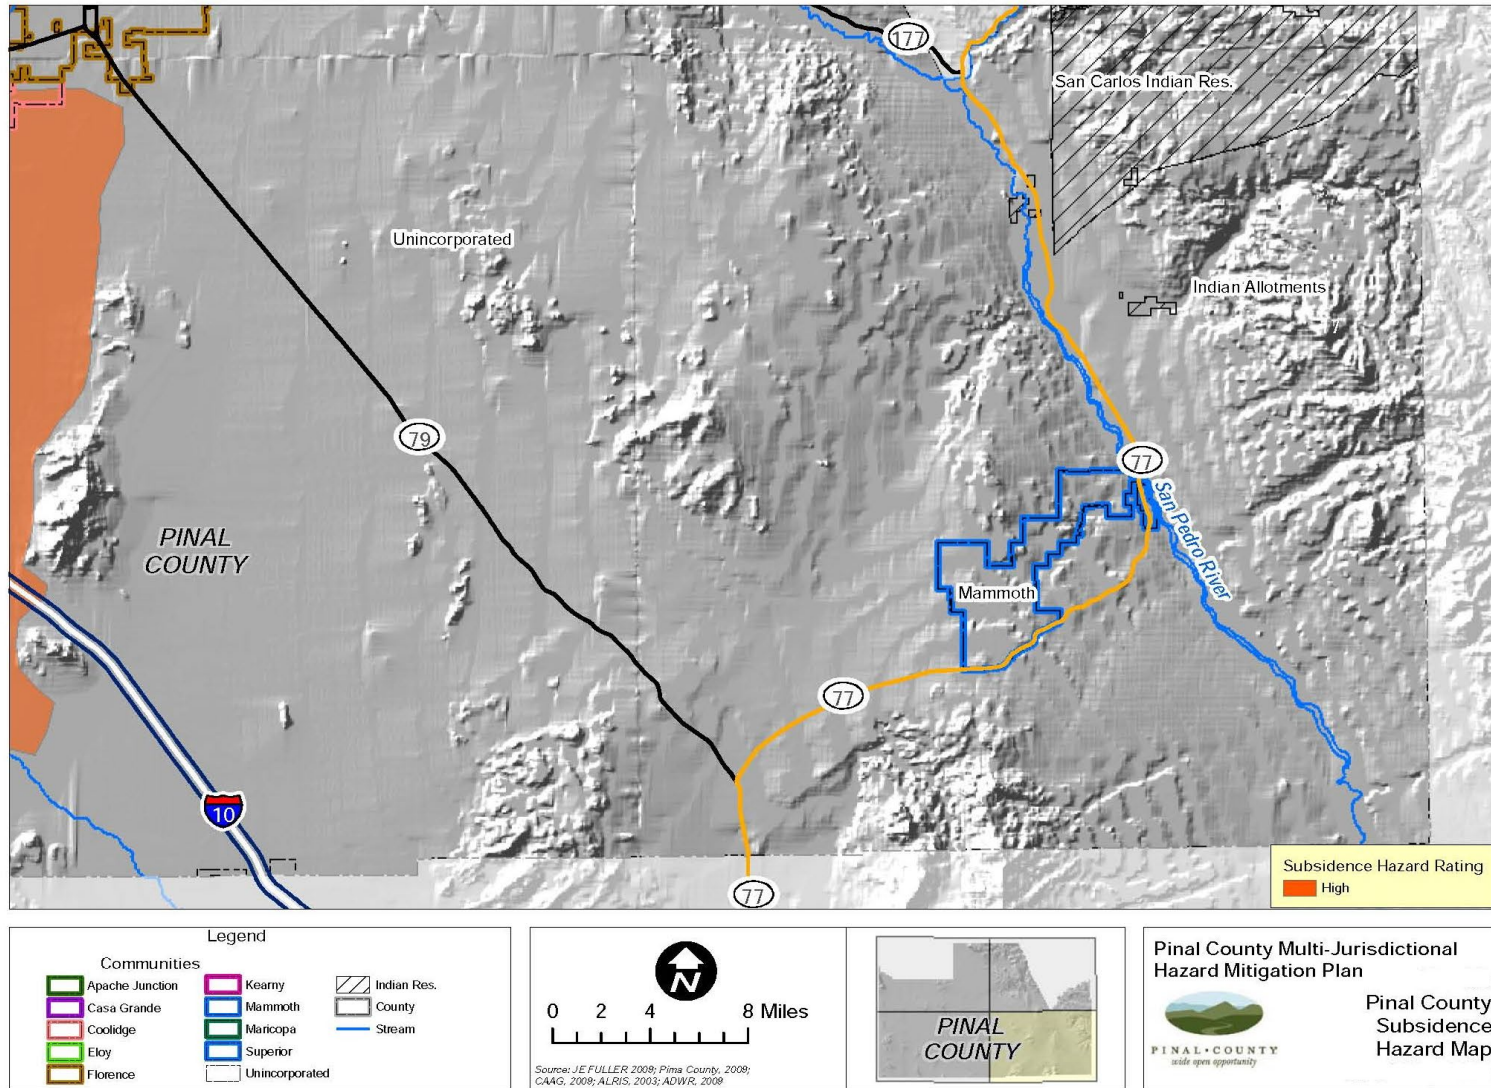 177
San Carlos Indian Res.
Unincorporated
Indian Allotments
79
77
San Pedro River
PINAL
COUNTY
Mammoth
77
10
77
Subsidence Hazard Rating
High
Legend
Communities
Apache Junction
Casa Grande
Coolidge
Eloy
Florence
Kearny
Mammoth
Maricopa
Superior
Unincorporated
Indian Res.
County
Stream
N
0 2 4 8 Miles
Source: JE FULLER 2009; Pima County, 2009;
CAAG, 2009; ALRIS, 2003; ADWR, 2009
PINAL
COUNTY
Pinal County Multi-Jurisdictional
Hazard Mitigation Plan
PINAL • COUNTY
wide open opportunity
Pinal County
Subsidence
Hazard Map